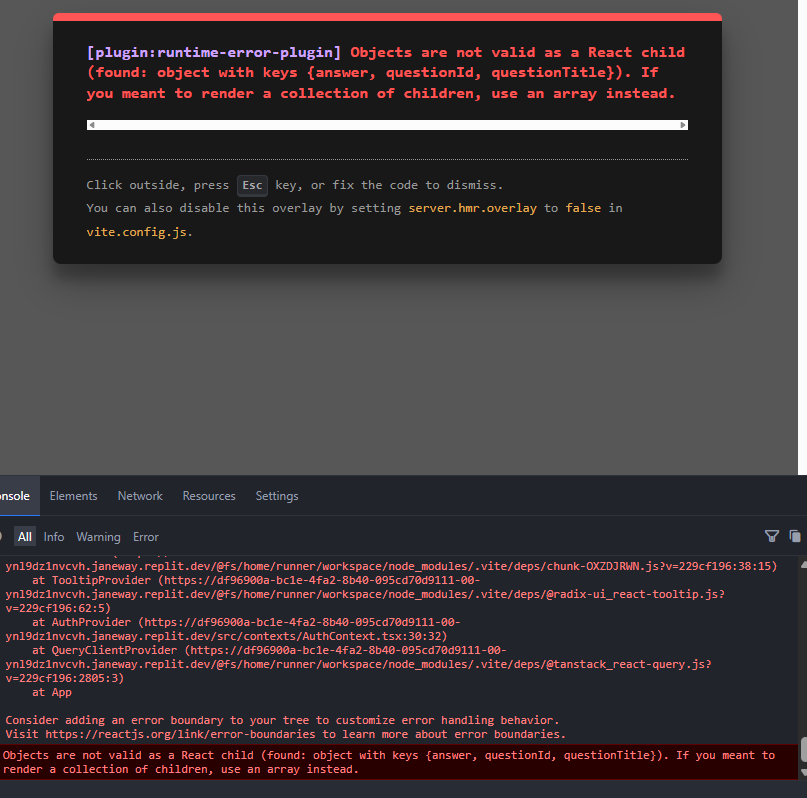 [plugin:runtime-error-plugin] Objects are not valid as a React child
(found: object with keys {answer, questionId, questionTitle}). If
you meant to render a collection of children, use an array instead.
Click outside, press Esc key, or fix the code to dismiss.
You can also disable this overlay by setting server.hmr.overlay to false in
vite.config.js.
onsole Elements Network Resources Settings
All Info Warning Error
ynl9dz1nvcvh.janeway.replit.dev/@fs/home/runner/workspace/node_modules/.vite/deps/chunk-OXZDJRWN.js?v=229cf196:38:15)
at TooltipProvider (https://df96900a-bc1e-4fa2-8b40-095cd70d9111-00-
ynl9dz1nvcvh.janeway.replit.dev/@fs/home/runner/workspace/node_modules/.vite/deps/@radix-ui_react-tooltip.js?
v=229cf196:62:5)
at AuthProvider (https://df96900a-bc1e-4fa2-8b40-095cd70d9111-00-
ynl9dz1nvcvh.janeway.replit.dev/src/contexts/AuthContext.tsx:30:32)
at QueryClientProvider (https://df96900a-bc1e-4fa2-8b40-095cd70d9111-00-
ynl9dz1nvcvh.janeway.replit.dev/@fs/home/runner/workspace/node_modules/.vite/deps/@tanstack_react-query.js?
v=229cf196:2805:3)
at App
Consider adding an error boundary to your tree to customize error handling behavior.
Visit https://reactjs.org/link/error-boundaries to learn more about error boundaries.
Objects are not valid as a React child (found: object with keys {answer, questionId, questionTitle}). If you meant to
render a collection of children, use an array instead.